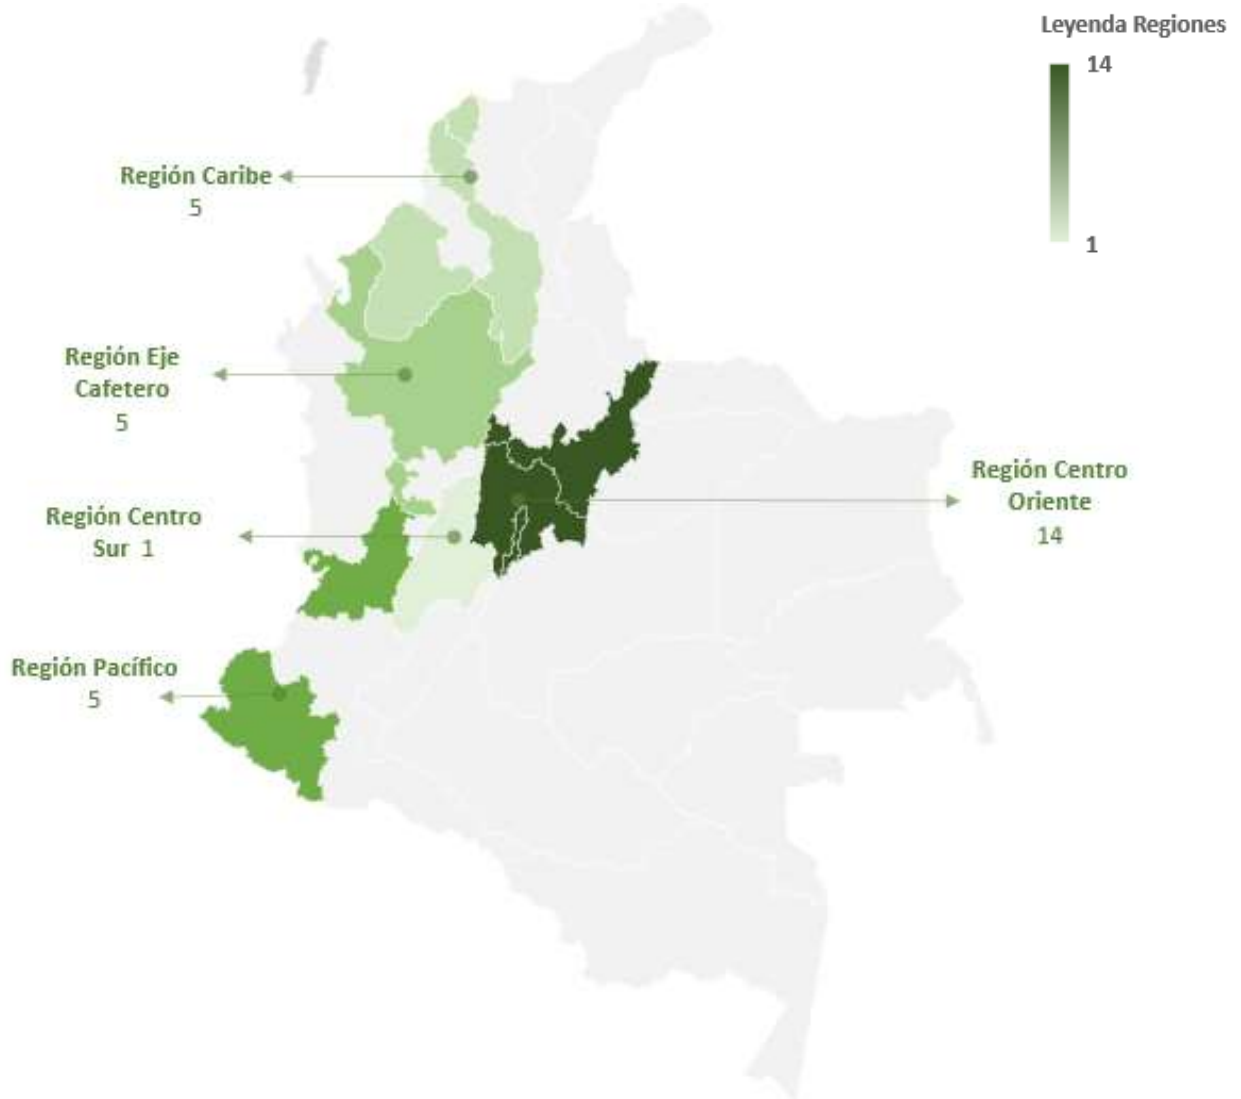 Leyenda Regiones
14
1
Región Caribe
5
Región Eje
Cafetero
5
Región Centro
Oriente
14
Región Centro
Sur 1
Región Pacífico
5